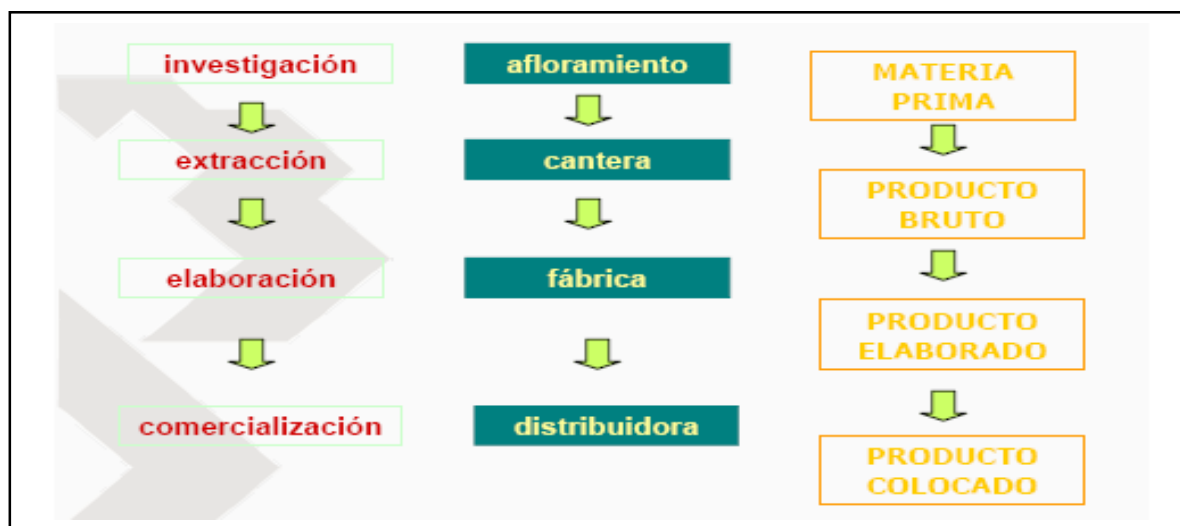 investigación
extracción
elaboración
comercialización
afloramiento
cantera
fábrica
distribuidora
MATERIA
PRIMA
PRODUCTO
BRUTO
PRODUCTO
ELABORADO
PRODUCTO
COLOCADO